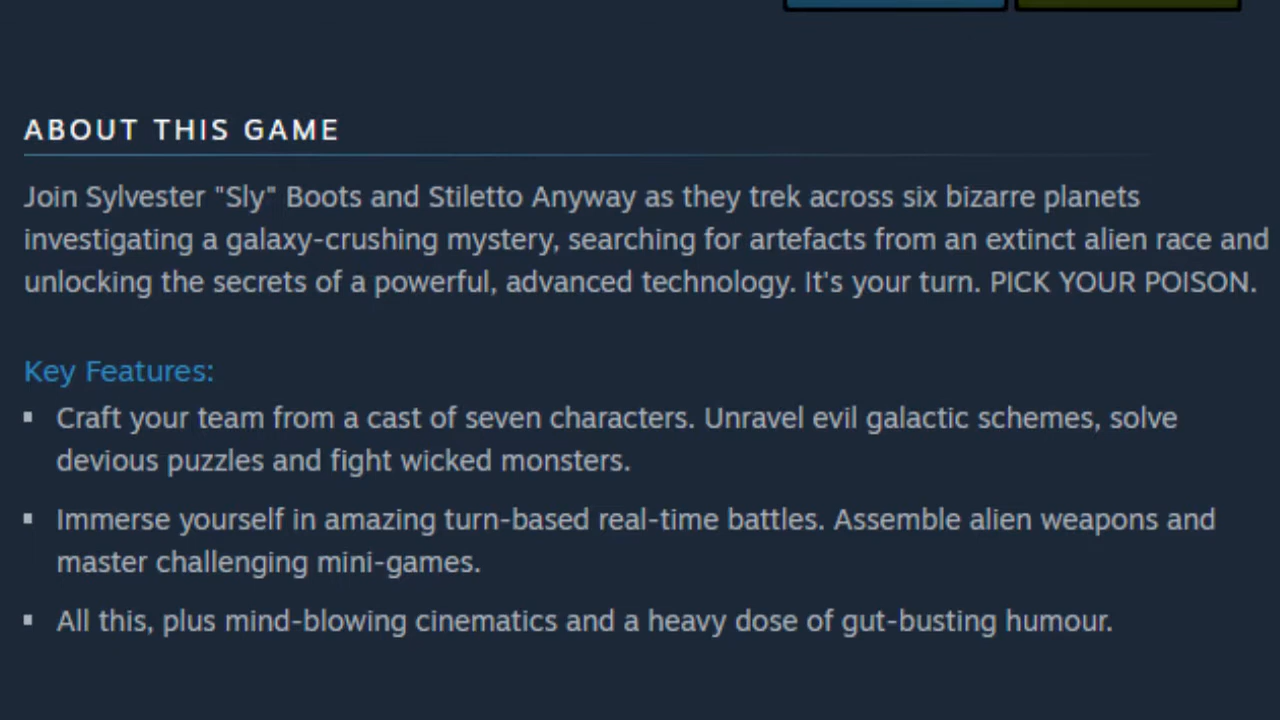 ABOUT THIS GAME
Join Sylvester "Sly" Boots and Stiletto Anyway as they trek across six bizarre planets
investigating a galaxy-crushing mystery, searching for artefacts from an extinct alien race and
unlocking the secrets of a powerful, advanced technology. It's your turn. PICK YOUR POISON.
Key Features:
▪ Craft your team from a cast of seven characters. Unravel evil galactic schemes, solve
devious puzzles and fight wicked monsters.
▪ Immerse yourself in amazing turn-based real-time battles. Assemble alien weapons and
master challenging mini-games.
▪ All this, plus mind-blowing cinematics and a heavy dose of gut-busting humour.